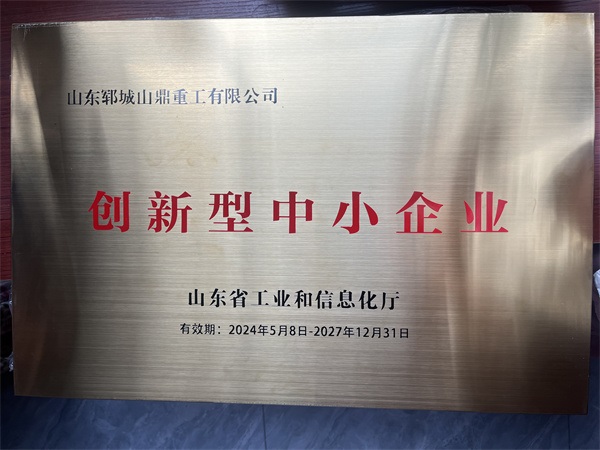 山东郓城山鼎重工有限公司
创新型中小企业
山东省工业和信息化厅
有效期：2024年5月8日-2027年12月31日